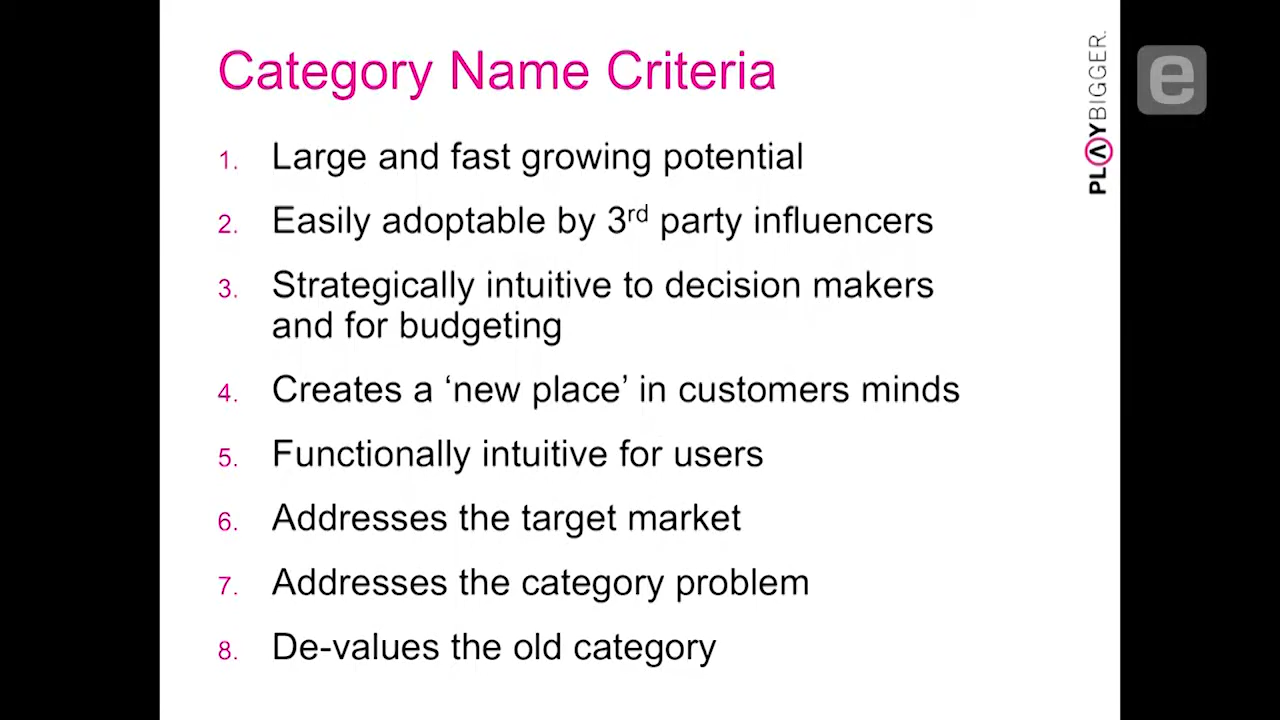 Category Name Criteria
1. Large and fast growing potential
2. Easily adoptable by 3rd party influencers
3. Strategically intuitive to decision makers
and for budgeting
4. Creates a ‘new place’ in customers minds
5. Functionally intuitive for users
6. Addresses the target market
7. Addresses the category problem
8. De-values the old category
PLAYBIGGER.
e